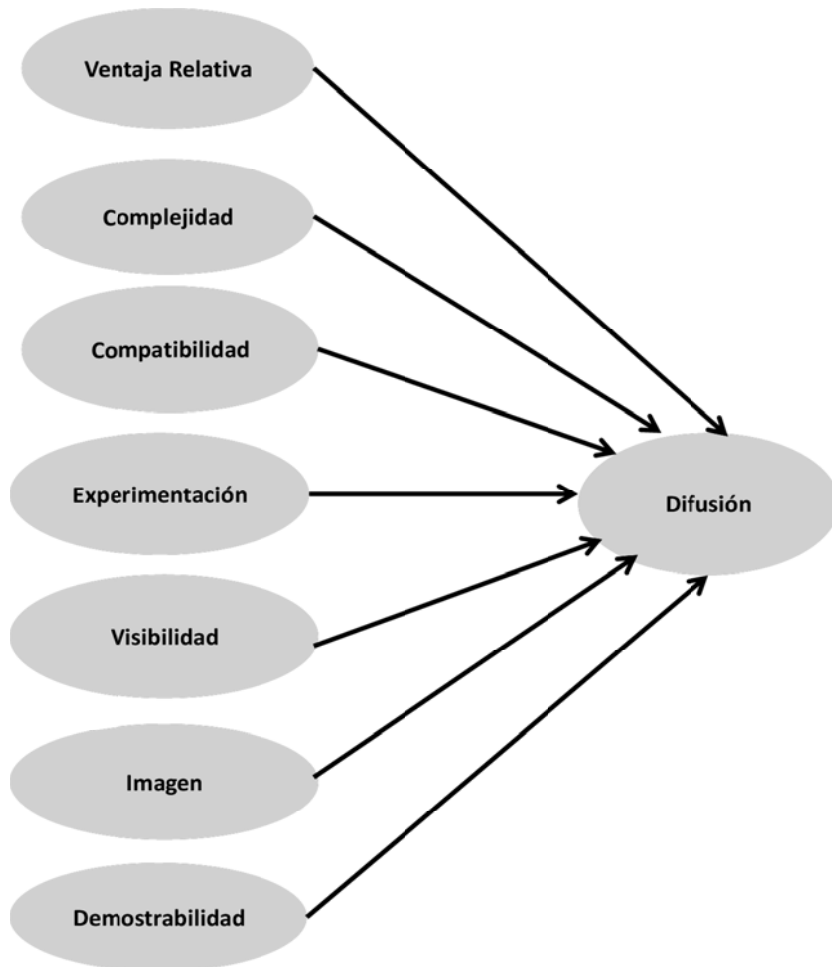 Ventaja Relativa
Complejidad
Compatibilidad
Experimentación
Difusión
Visibilidad
Imagen
Demostrabilidad